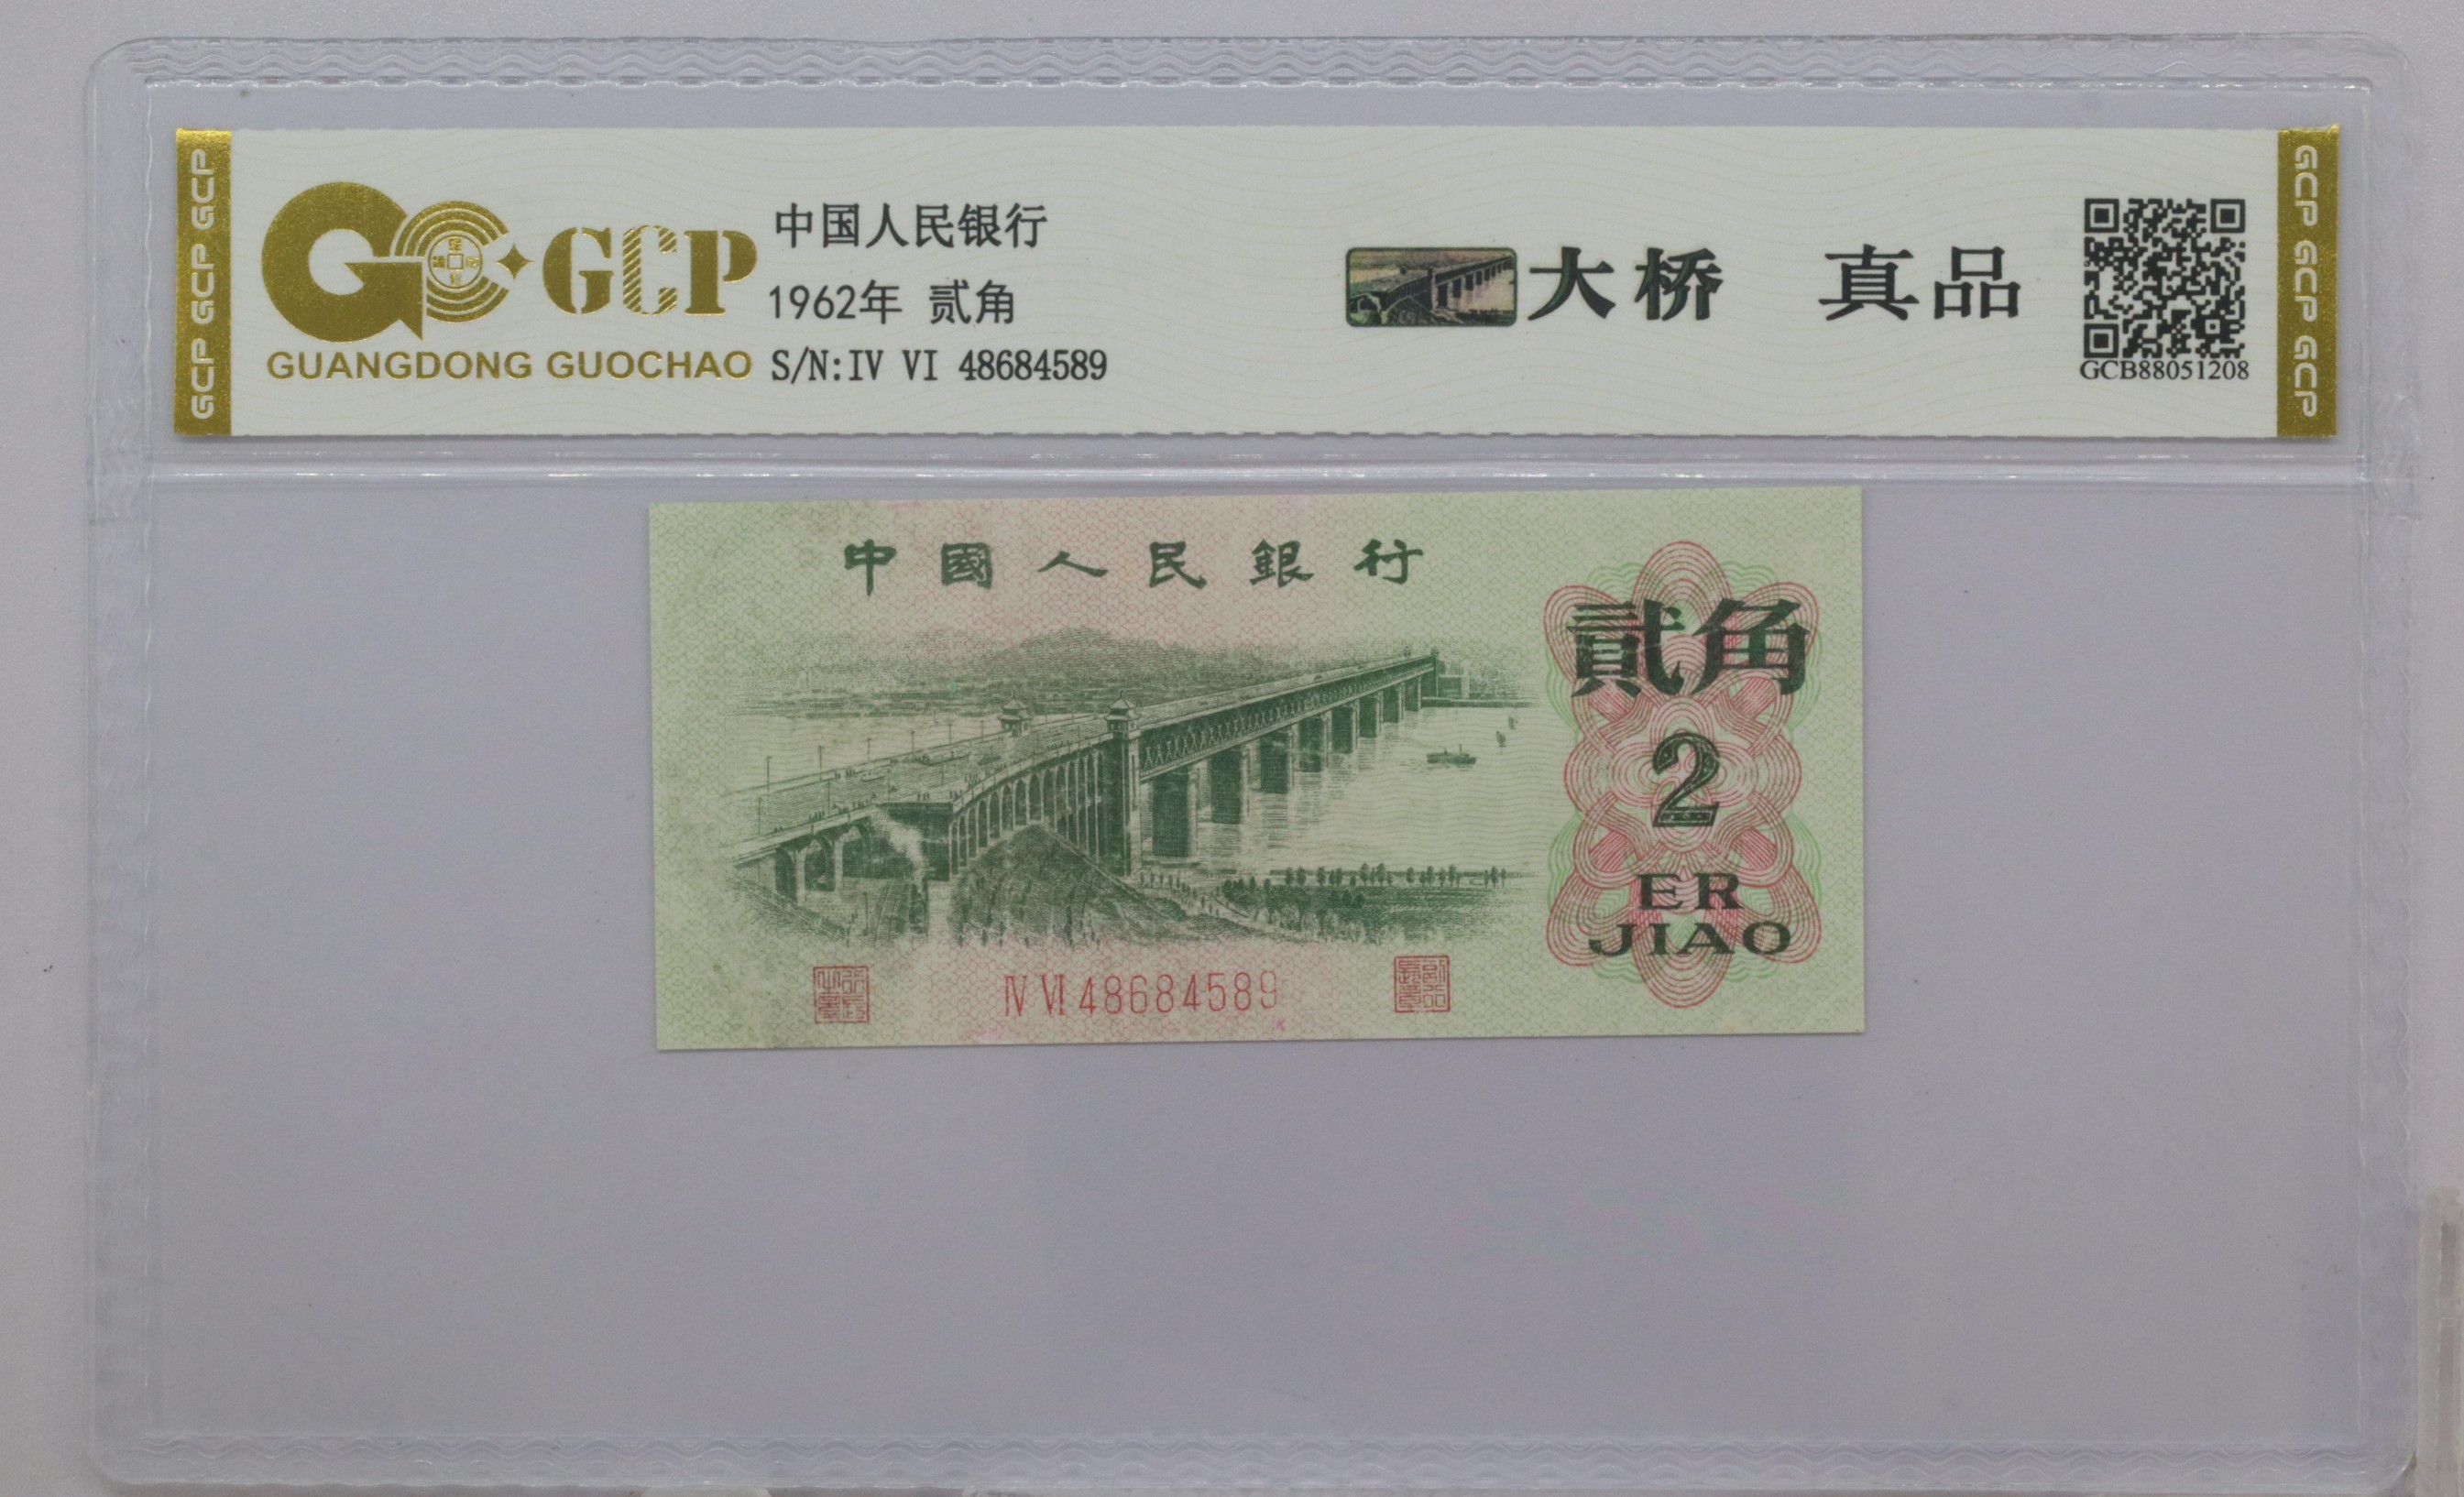 GCP GCP GCP
GCP
GUANGDONG GUOCHAO
中国人民银行
1962年 贰角
S/N:IV VI 48684589
大桥 真品
GCB88051208
GCP GCP GCP
中國人民銀行
貳角
2
ER
JIAO
IV VI 48684589